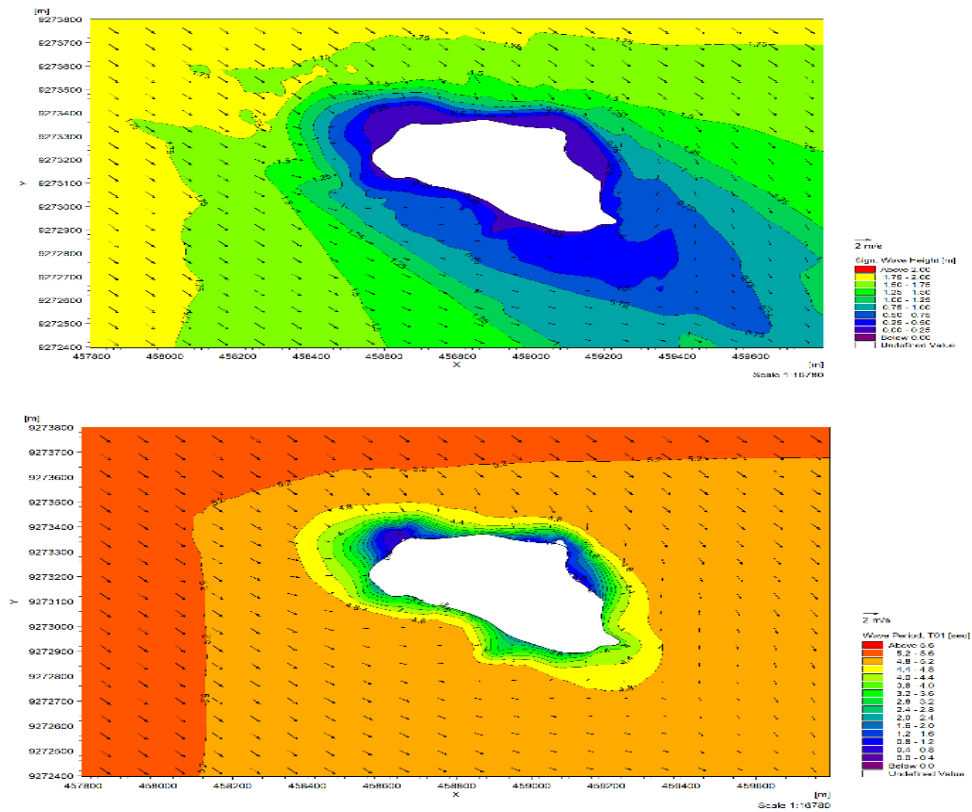 [m]
9273800
9273700
9273600
9273500
9273400
9273300
9273200
9273100
9273000
9272900
9272800
9272700
9272600
9272500
9272400
Y
457800 458000 458200 458400 458600 458800 459000 459200 459400 459600
X
[m]
Scale 1:16780
2 m/s
Sign. Wave Height [m]
Above 2.00
1.75 - 2.00
1.50 - 1.75
1.25 - 1.50
1.00 - 1.25
0.75 - 1.00
0.50 - 0.75
0.25 - 0.50
0.00 - 0.25
Below 0.00
Undefined Value
[m]
9273800
9273700
9273600
9273500
9273400
9273300
9273200
9273100
9273000
9272900
9272800
9272700
9272600
9272500
9272400
Y
457800 458000 458200 458400 458600 458800 459000 459200 459400 459600
X
[m]
Scale 1:16780
2 m/s
Wave Period, T01 [sec]
Above 5.6
5.2 - 5.6
4.8 - 5.2
4.4 - 4.8
4.0 - 4.4
3.6 - 4.0
3.2 - 3.6
2.8 - 3.2
2.4 - 2.8
2.0 - 2.4
1.6 - 2.0
1.2 - 1.6
0.8 - 1.2
0.4 - 0.8
0.0 - 0.4
Below 0.0
Undefined Value